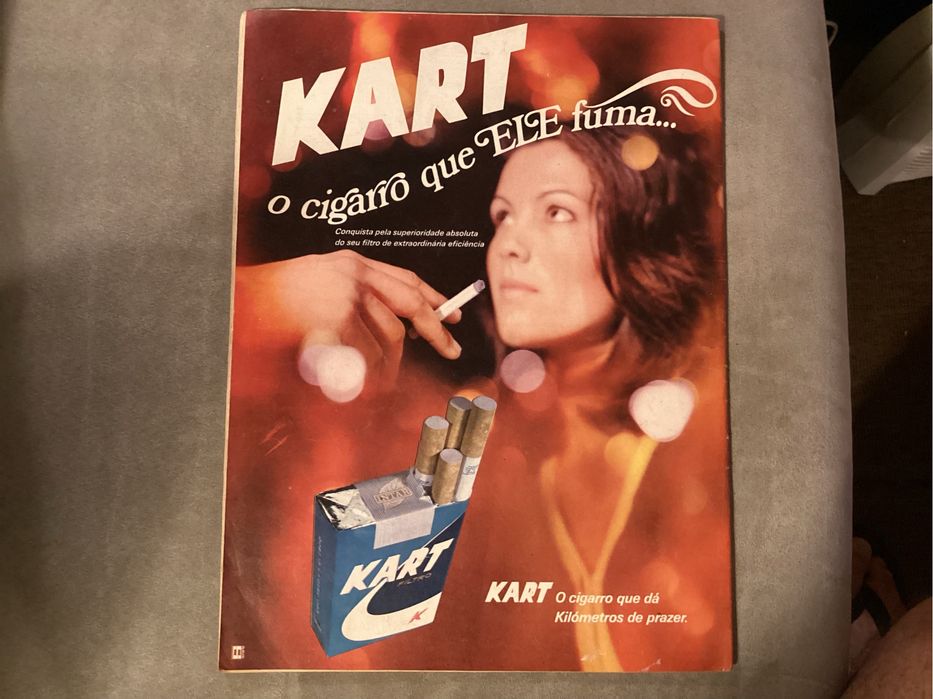 KART
o cigarro que ELE fuma...
Conquista pela superioridade absoluta
do seu filtro de extraordinária eficiência
KART
FILTRO
KART O cigarro que dá
Kilómetros de prazer.